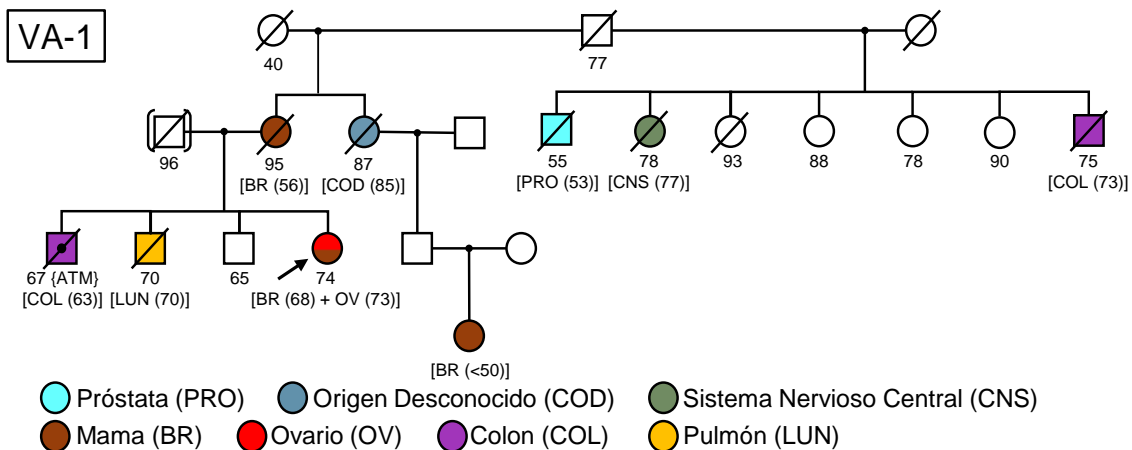 VA-1
40
77
96
95
[BR (56)]
87
[COD (85)]
55
[PRO (53)]
78
[CNS (77)]
93
88
78
90
75
[COL (73)]
67 {ATM}
[COL (63)]
70
[LUN (70)]
65
74
[BR (68) + OV (73)]
[BR (<50)]
Próstata (PRO)
Origen Desconocido (COD)
Sistema Nervioso Central (CNS)
Mama (BR)
Ovario (OV)
Colon (COL)
Pulmón (LUN)